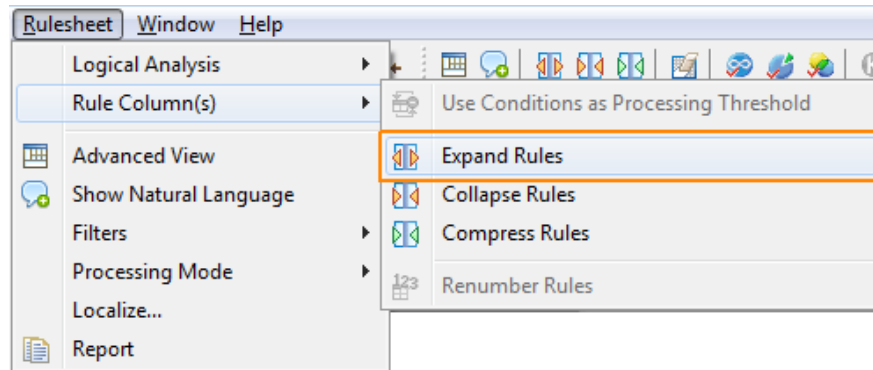 Rulesheet Window Help
Logical Analysis
Rule Column(s)
Use Conditions as Processing Threshold
Advanced View
Expand Rules
Show Natural Language
Collapse Rules
Filters
Compress Rules
Processing Mode
123 Renumber Rules
Localize...
Report